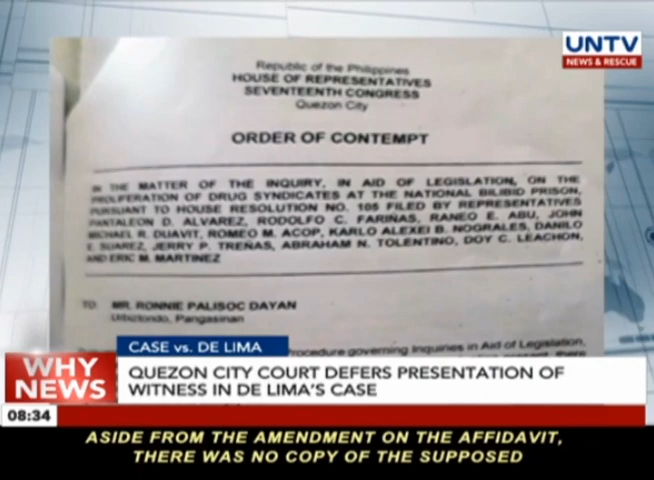 UNTV
NEWS & RESCUE
Republic of the Philippines
HOUSE OF REPRESENTATIVES
SEVENTEENTH CONGRESS
Quezon City
ORDER OF CONTEMPT
IN THE MATTER OF THE INQUIRY, IN AID OF LEGISLATION, ON THE
PROLIFERATION OF DRUG SYNDICATES AT THE NATIONAL BILIBID PRISON,
PURSUANT TO HOUSE RESOLUTION NO. 105 FILED BY REPRESENTATIVES
PANTALEON D. ALVAREZ, RODOLFO C. FARIÑAS, RANEO E. ABU, JOHN
MICHAEL R. DUAVIT, ROMEO M. ACOP, KARLO ALEXEI B. NOGRALES, DANILO
E. SUAREZ, JERRY P. TREÑAS, ABRAHAM N. TOLENTINO, DOY C. LEACHON,
AND ERIC M. MARTINEZ
TO: MR. RONNIE PALISOC DAYAN
Urbiztondo, Pangasinan
Procedure governing Inquiries in Aid of Legislation,
CASE vs. DE LIMA
WHY
NEWS
QUEZON CITY COURT DEFERS PRESENTATION OF
WITNESS IN DE LIMA'S CASE
08:34
ASIDE FROM THE AMENDMENT ON THE AFFIDAVIT,
THERE WAS NO COPY OF THE SUPPOSED